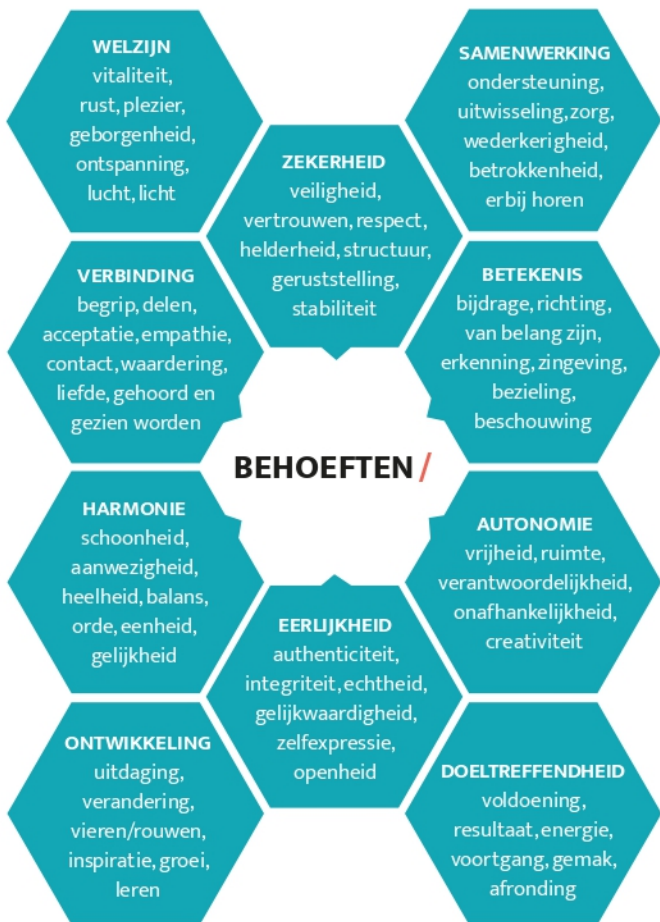 WELZIJN
vitaliteit,
rust, plezier,
geborgenheid,
ontspanning,
lucht, licht
SAMENWERKING
ondersteuning,
uitwisseling, zorg,
wederkerigheid,
betrokkenheid,
erbij horen
ZEKERHEID
veiligheid,
vertrouwen, respect,
helderheid, structuur,
geruststelling,
stabiliteit
VERBINDING
begrip, delen,
acceptatie, empathie,
contact, waardering,
liefde, gehoord en
gezien worden
BETEKENIS
bijdrage, richting,
van belang zijn,
erkenning, zingeving,
bezieling,
beschouwing
BEHOEFTEN /
HARMONIE
schoonheid,
aanwezigheid,
heelheid, balans,
orde, eenheid,
gelijkheid
AUTONOMIE
vrijheid, ruimte,
verantwoordelijkheid,
onafhankelijkheid,
creativiteit
EERLIJKHEID
authenticiteit,
integriteit, echtheid,
gelijkwaardigheid,
zelfexpressie,
openheid
ONTWIKKELING
uitdaging,
verandering,
vieren/rouwen,
inspiratie, groei,
leren
DOELTREFFENDHEID
voldoening,
resultaat, energie,
voortgang, gemak,
afronding